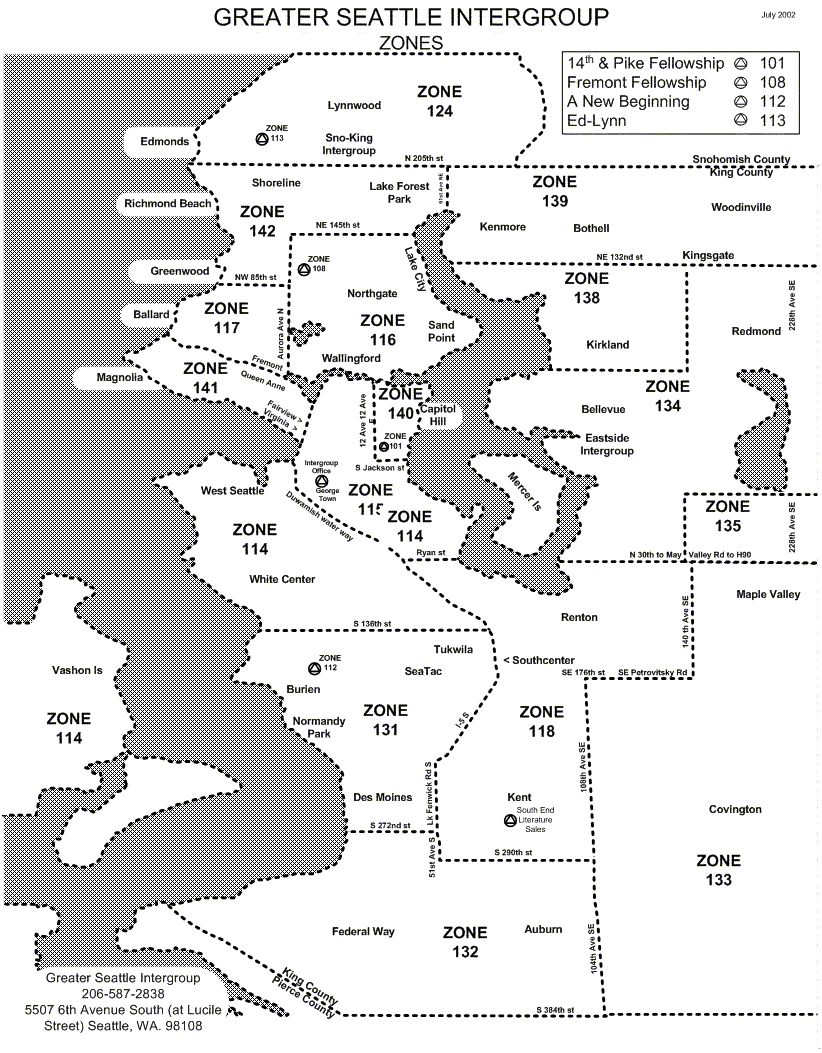 GREATER SEATTLE INTERGROUP
July 2002
ZONES
14th & Pike Fellowship 101
Fremont Fellowship 108
A New Beginning 112
Ed-Lynn 113
ZONE
124
Lynnwood
ZONE
113
Edmonds
Sno-King
Intergroup
N 205th st
Snohomish County
King County
Shoreline
Lake Forest
Park
81st Ave NE
ZONE
139
Woodinville
Richmond Beach
ZONE
142
Kenmore
Bothell
NE 145th st
NE 132nd st
Kingsgate
Greenwood
ZONE
108
Lake City
NW 85th st
ZONE
138
228th Ave SE
Northgate
Ballard
ZONE
117
Aurora Ave N
ZONE
116
Sand
Point
Redmond
Kirkland
Wallingford
Fremont
Magnolia
ZONE
141
Queen Anne
ZONE
140
ZONE
134
Fairview >
Virginia >
12 Ave 12 Ave
E
Capitol
Hill
Bellevue
ZONE
101
Eastside
Intergroup
Intergroup
Office
S Jackson st
George
Town
West Seattle
Duwamish water way
ZONE
115
Mercer Is
ZONE
114
ZONE
114
ZONE
135
228th Ave SE
Ryan st
N 30th to May Valley Rd to H90
White Center
Maple Valley
Renton
140 th Ave SE
S 136th st
Tukwila
< Southcenter
ZONE
112
Vashon Is
SeaTac
SE 176th st SE Petrovitsky Rd
Burien
ZONE
114
Normandy
Park
ZONE
131
I-5 S
ZONE
118
108th Ave SE
Lk Fenwick Rd S
Des Moines
Kent
South End
Literature
Sales
Covington
S 272nd st
51st Ave S
S 290th st
ZONE
133
Federal Way
ZONE
132
Auburn
104th Ave SE
King County
Pierce County
S 384th st
Greater Seattle Intergroup
206-587-2838
5507 6th Avenue South (at Lucile
Street) Seattle, WA. 98108